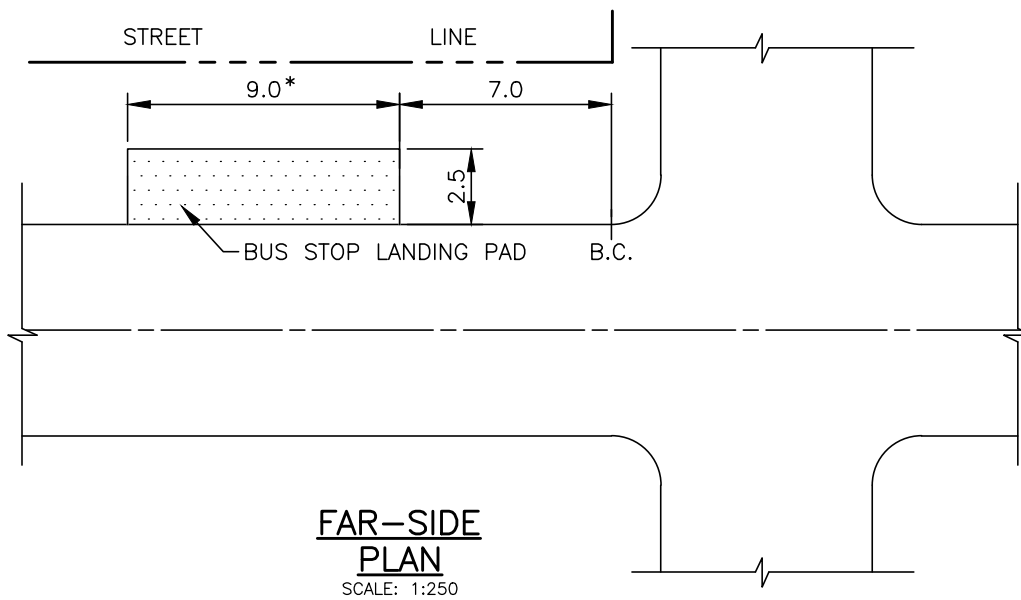 STREET LINE
9.0*
7.0
2.5
BUS STOP LANDING PAD
B.C.
FAR-SIDE
PLAN
SCALE: 1:250